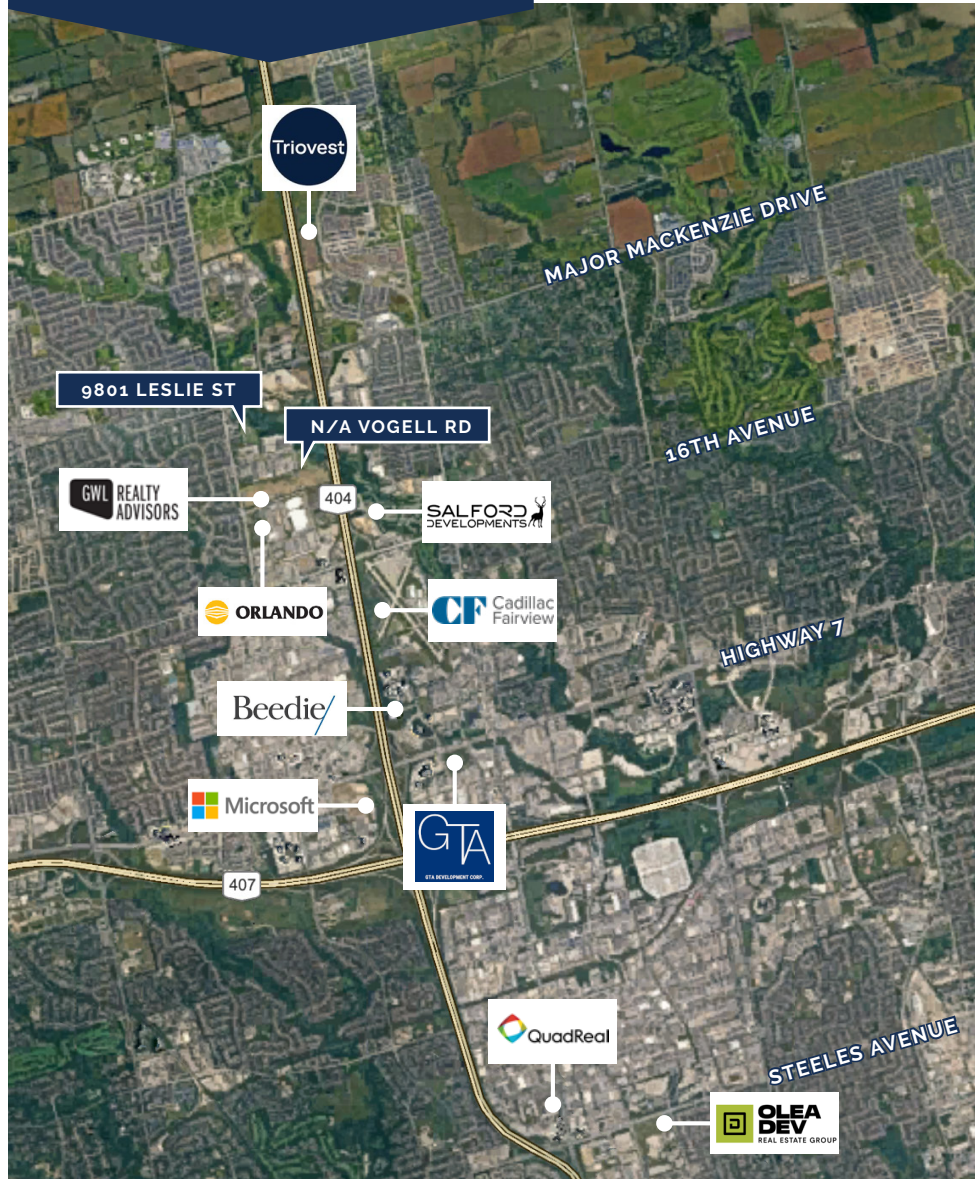 Triovest
MAJOR MACKENZIE DRIVE
9801 LESLIE ST
N/A VOGELL RD
16TH AVENUE
GWL REALTY
ADVISORS
404
SALFORD
DEVELOPMENTS
ORLANDO
CF Cadillac
Fairview
HIGHWAY 7
Beedie/
Microsoft
GTA
GTA DEVELOPMENT CORP.
407
QuadReal
STEELES AVENUE
OLEA
DEV
REAL ESTATE GROUP